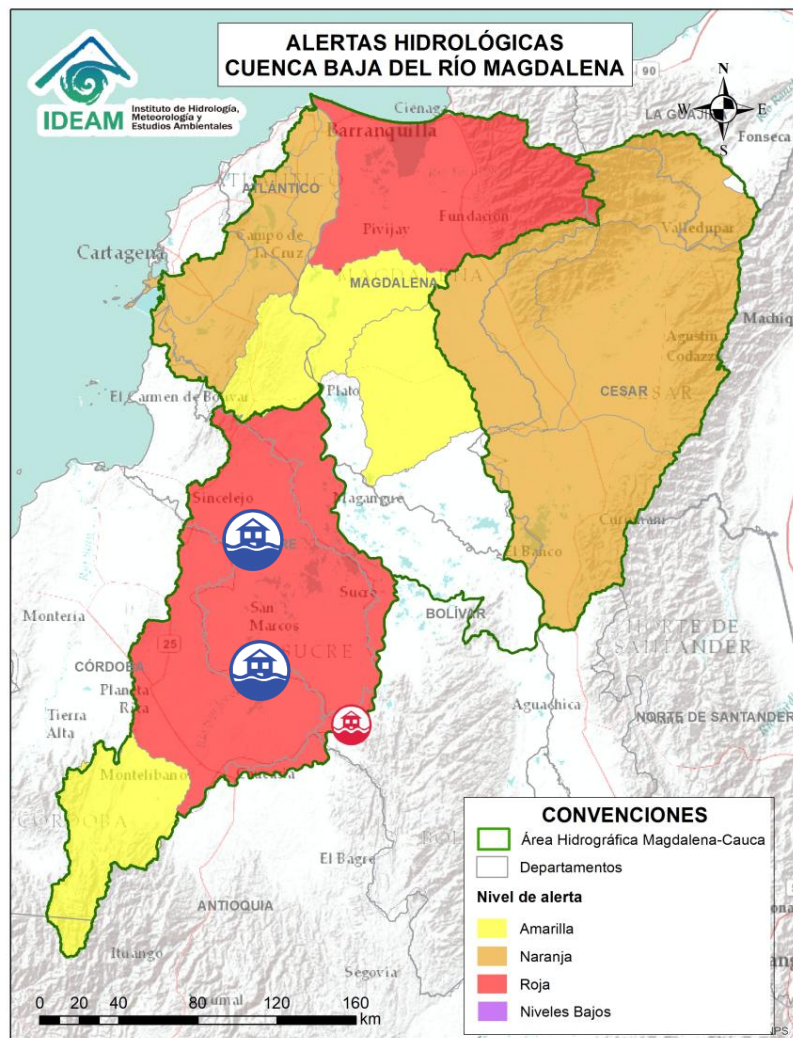 ALERTAS HIDROLÓGICAS
CUENCA BAJA DEL RÍO MAGDALENA
IDEAM
Instituto de Hidrología,
Meteorología y
Estudios Ambientales
90
N
W
E
S
Ciénaga
LA GUAJIRA
Barranquilla
Fonseca
ATLÁNTICO
Fundación
Pivijay
Valledupar
Campo de
la Cruz
Cartagena
MAGDALENA
Agustín
Codazzi
CESAR
El Carmen de Bolívar
Plato
Sincelejo
Magangue
El Banco
Sucre
BOLÍVAR
Montería
San
Marcos
25
SUCRE
NORTE DE
SANTANDER
CÓRDOBA
Planeta
Rica
Aguachica
Tierra
Alta
NORTE DE SANTANDER
Montelíbano
CÓRDOBA
El Bagre
ANTIOQUIA
Ituango
Segovia
CONVENCIONES
Área Hidrográfica Magdalena-Cauca
Departamentos
Nivel de alerta
Amarilla
Naranja
Roja
Niveles Bajos
0 20 40 80 120 160
km